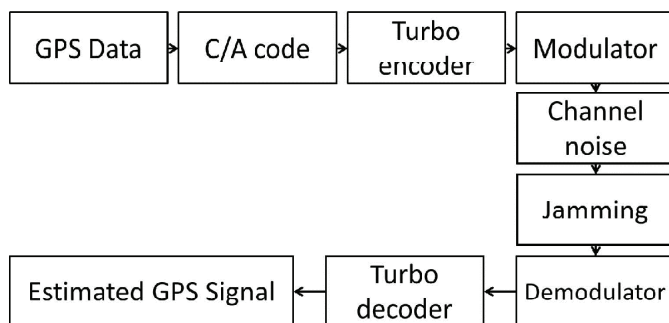 GPS Data
C/A code
Turbo
encoder
Modulator
Channel
noise
Jamming
Demodulator
Turbo
decoder
Estimated GPS Signal